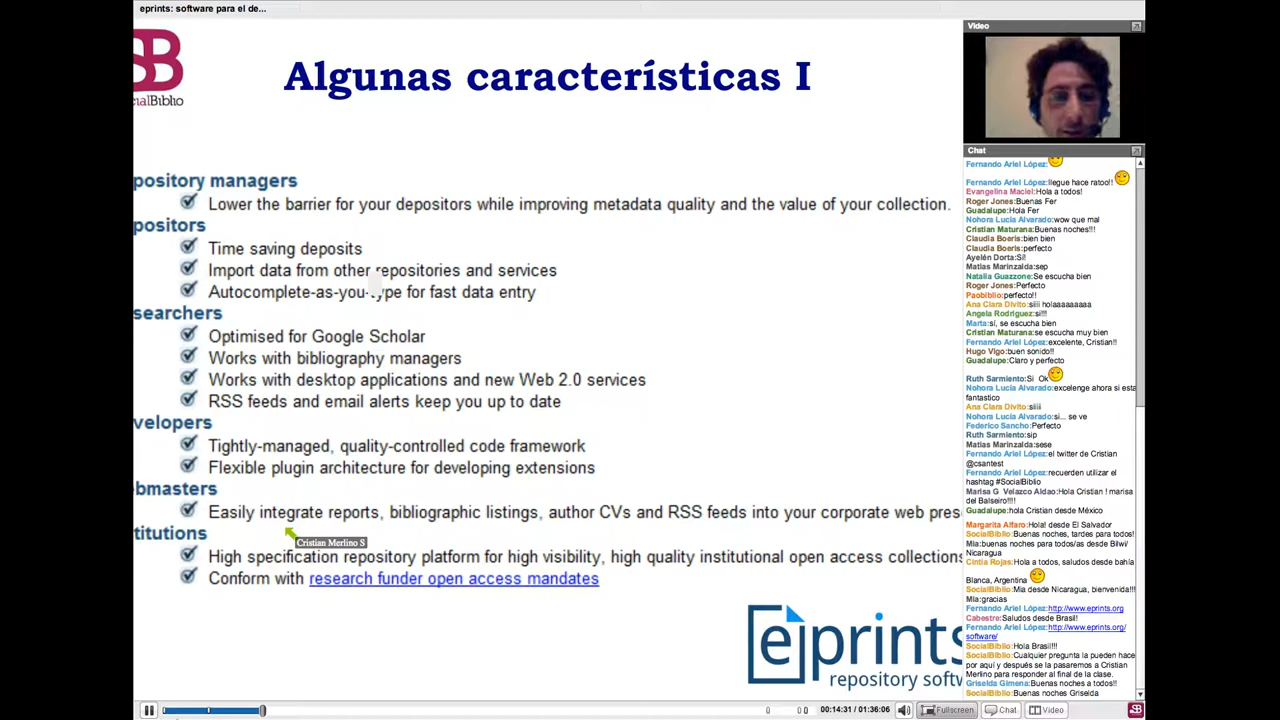 eprints: software para el de...
SB
ocialBiblio
Algunas características I
pository managers
Lower the barrier for your depositors while improving metadata quality and the value of your collection.
positors
Time saving deposits
Import data from other repositories and services
Autocomplete-as-you-type for fast data entry
searchers
Optimised for Google Scholar
Works with bibliography managers
Works with desktop applications and new Web 2.0 services
RSS feeds and email alerts keep you up to date
velopers
Tightly-managed, quality-controlled code framework
Flexible plugin architecture for developing extensions
bmasters
Easily integrate reports, bibliographic listings, author CVs and RSS feeds into your corporate web pres
Cristian Merlino S
titutions
High specification repository platform for high visibility, high quality institutional open access collections
Conform with research funder open access mandates
eprints
repository softw
Video
Chat
Fernando Ariel López:
Fernando Ariel López:llegue hace ratoo!!
Evangelina Maciel:Hola a todos!
Roger Jones:Buenas Fer
Guadalupe:Hola Fer
Nohora Lucía Alvarado:wow que mal
Cristian Maturana:Buenas noches!!!
Claudia Boeris:bien bien
Claudia Boeris:perfecto
Ayelén Dorta:Sí!
Matias Marinzalda:sep
Natalia Guazzone:Se escucha bien
Roger Jones:Perfecto
Paobiblio:perfecto!!
Ana Clara Divito:siiii holaaaaaaaaa
Angela Rodriguez:si!!!
Marta:sí, se escucha bien
Cristian Maturana:se escucha muy bien
Fernando Ariel López:excelente, Cristian!!
Hugo Vigo:buen sonido!!
Guadalupe:Claro y perfecto
Ruth Sarmiento:Si Ok
Nohora Lucía Alvarado:excelenge ahora si esta
fantastico
Ana Clara Divito:siiii
Nohora Lucía Alvarado:si... se ve
Federico Sancho:Perfecto
Ruth Sarmiento:sip
Matias Marinzalda:sese
Fernando Ariel López:el twitter de Cristian
@csantest
Fernando Ariel López:recuerden utilizar el
hashtag #SocialBiblio
Marisa G Velazco Aldao:Hola Cristian ! marisa
del Balseiro!!!!
Guadalupe:hola Cristian desde México
Margarita Alfaro:Hola! desde El Salvador
SocialBiblio:Buenas noches, tardes para todos!
Mia:buenas noches para todos/as desde Bilwi/
Nicaragua
Cintia Rojas:Hola a todos, saludos desde bahía
Blanca, Argentina
SocialBiblio:Mia desde Nicaragua, bienvenida!!!
Mia:gracias
Fernando Ariel López:http://www.eprints.org
Cabestre:Saludos desde Brasil!
Fernando Ariel López:http://www.eprints.org/
software/
SocialBiblio:Hola Brasil!!!
SocialBiblio:Cualquier pregunta la pueden hace
por aquí y después se la pasaremos a Cristian
Merlino para responder al final de la clase.
Griselda Gimena:Buenas noches a todos!!
SocialBiblio:Buenas noches Griselda
00:14:31 / 01:36:06
Fullscreen
Chat
Video
SB